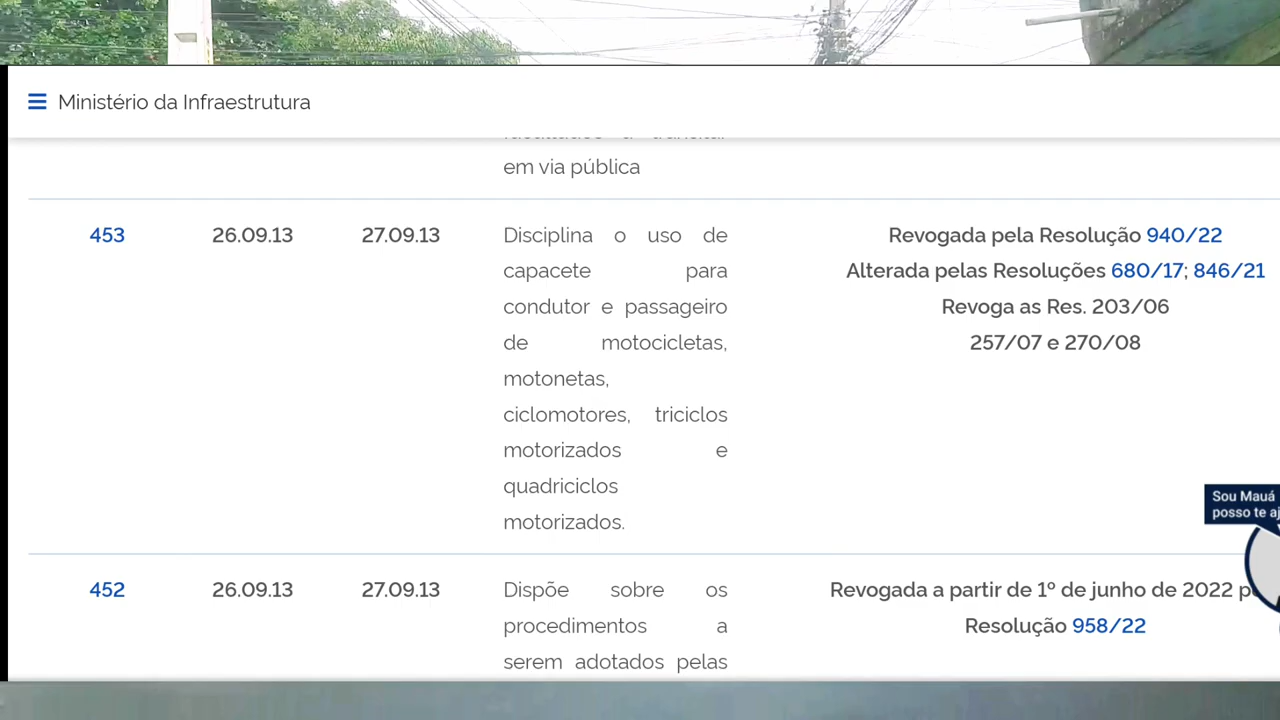 Ministério da Infraestrutura
em via pública
453 26.09.13 27.09.13 Disciplina o uso de Revogada pela Resolução 940/22
capacete para Alterada pelas Resoluções 680/17; 846/21
condutor e passageiro Revoga as Res. 203/06
de motocicletas, 257/07 e 270/08
motonetas,
ciclomotores, triciclos
motorizados e
quadriciclos
motorizados.
Sou Mauá
posso te aj
452 26.09.13 27.09.13 Dispõe sobre os Revogada a partir de 1º de junho de 2022
procedimentos a Resolução 958/22
serem adotados pelas